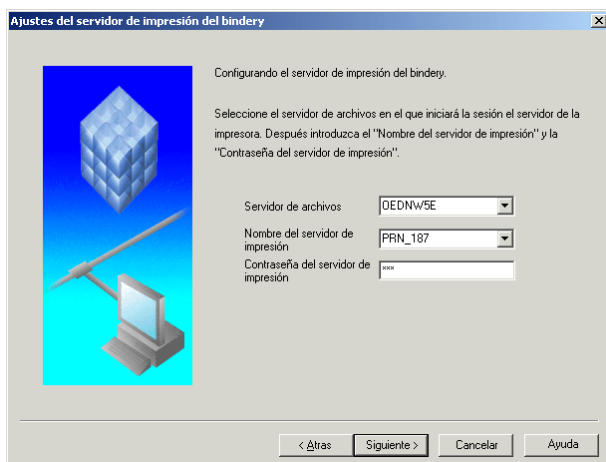 Ajustes del servidor de impresión del bindery
Configurando el servidor de impresión del bindery.
Seleccione el servidor de archivos en el que iniciará la sesión el servidor de la
impresora. Después introduzca el "Nombre del servidor de impresión" y la
"Contraseña del servidor de impresión".
Servidor de archivos OEDNW5E
Nombre del servidor de
impresión PRN_187
Contraseña del servidor de
impresión ×××
< Atras Siguiente > Cancelar Ayuda